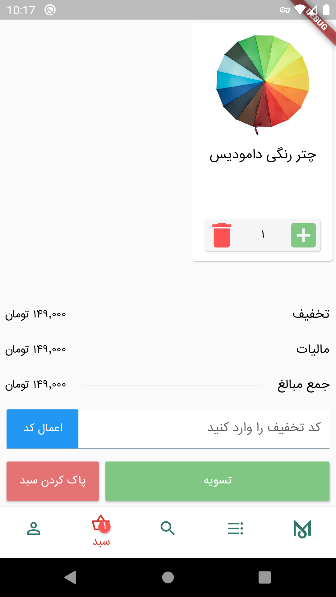 10:17
DEBUG
چتر رنگی دامودیس
۱
تخفیف ۱۴۹,۰۰۰ تومان
مالیات ۱۴۹,۰۰۰ تومان
جمع مبالغ ۱۴۹,۰۰۰ تومان
کد تخفیف را وارد کنید اعمال کد
تسویه پاک کردن سبد
1
سبد